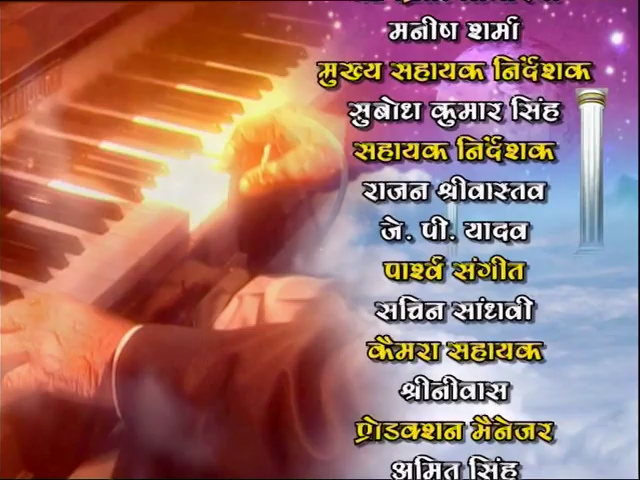 मनीष शर्मा
मुख्य सहायक निर्देशक
सुबोध कुमार सिंह
सहायक निर्देशक
राजन श्रीवास्तव
जे. पी. यादव
पार्श्व संगीत
सचिन सांघवी
कैमरा सहायक
श्रीनीवास
प्रोडक्शन मैनेजर
अमित सिंह